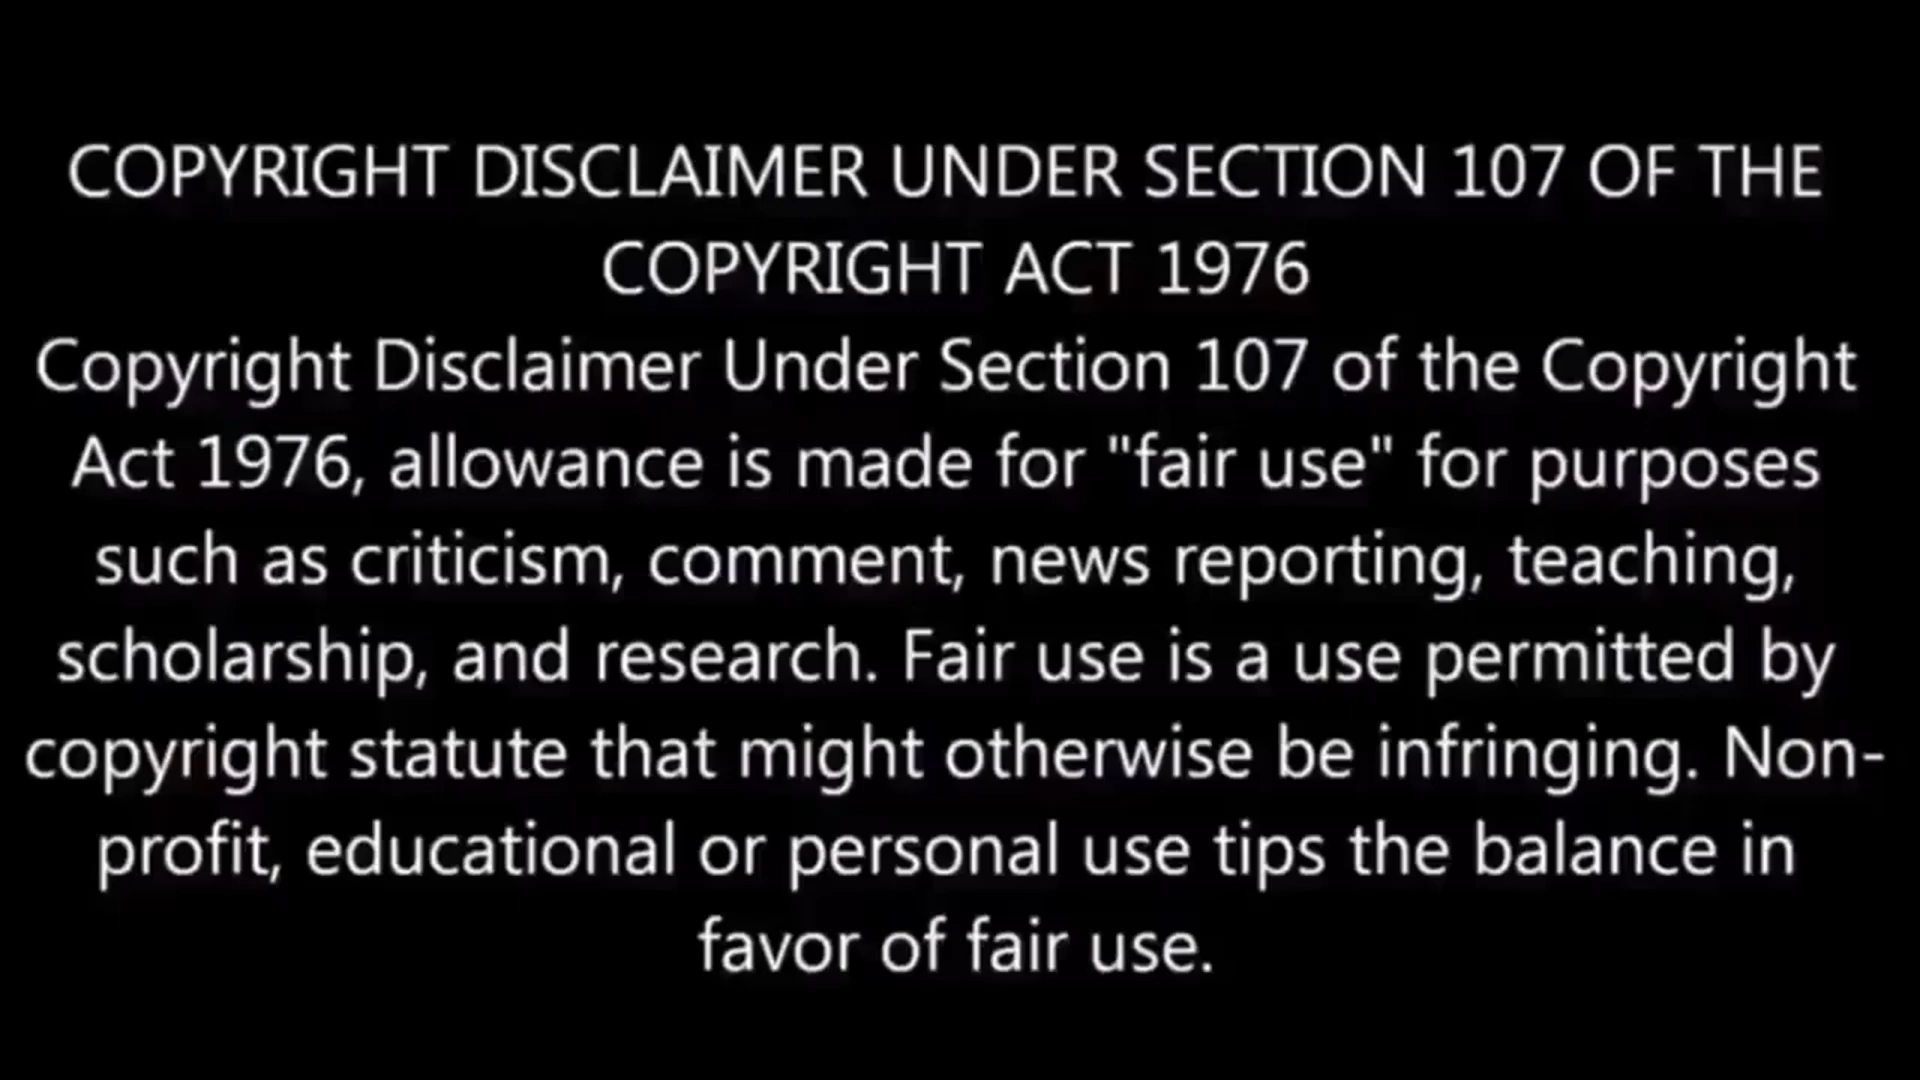 COPYRIGHT DISCLAIMER UNDER SECTION 107 OF THE
COPYRIGHT ACT 1976
Copyright Disclaimer Under Section 107 of the Copyright
Act 1976, allowance is made for "fair use" for purposes
such as criticism, comment, news reporting, teaching,
scholarship, and research. Fair use is a use permitted by
copyright statute that might otherwise be infringing. Non-
profit, educational or personal use tips the balance in
favor of fair use.